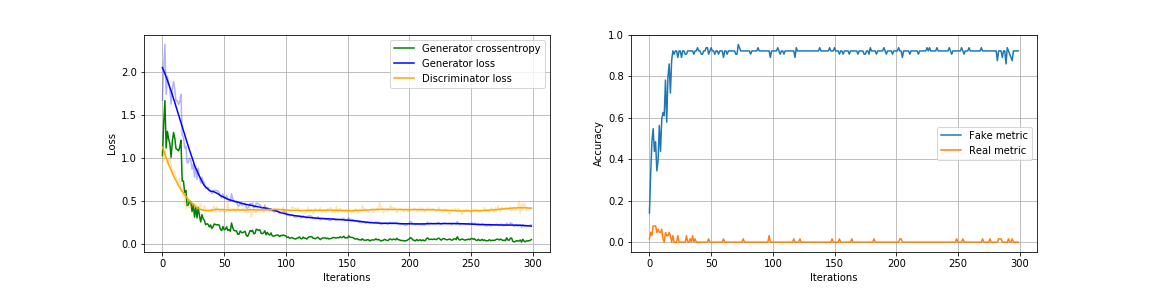 Generator crossentropy
Generator loss
Discriminator loss
2.0
1.5
1.0
0.5
0.0
Loss
0
50
100
150
200
250
300
Iterations
1.0
0.8
0.6
0.4
0.2
0.0
Accuracy
Fake metric
Real metric
0
50
100
150
200
250
300
Iterations